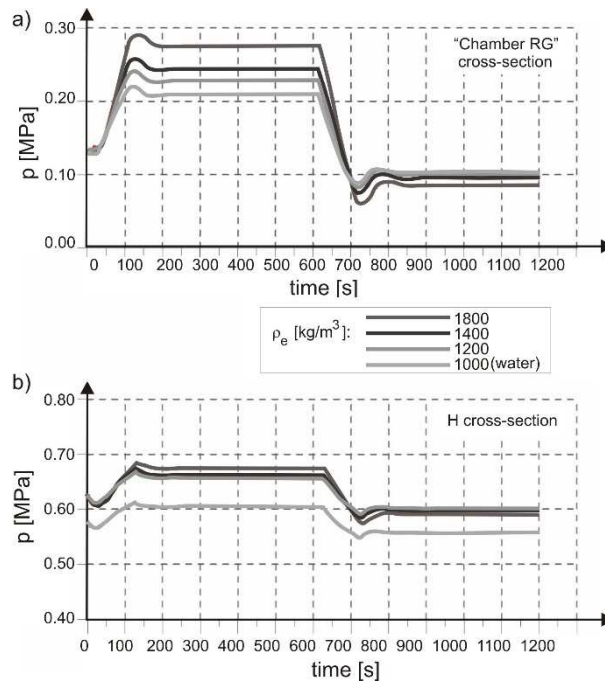 a)
0.30
0.20
0.10
0.00
p [MPa]
"Chamber RG"
cross-section
0 100 200 300 400 500 600 700 800 900 1000 1100 1200
time [s]
ρe [kg/m³]:
1800
1400
1200
1000(water)
b)
0.80
0.70
0.60
0.50
0.40
p [MPa]
H cross-section
0 100 200 300 400 500 600 700 800 900 1000 1100 1200
time [s]